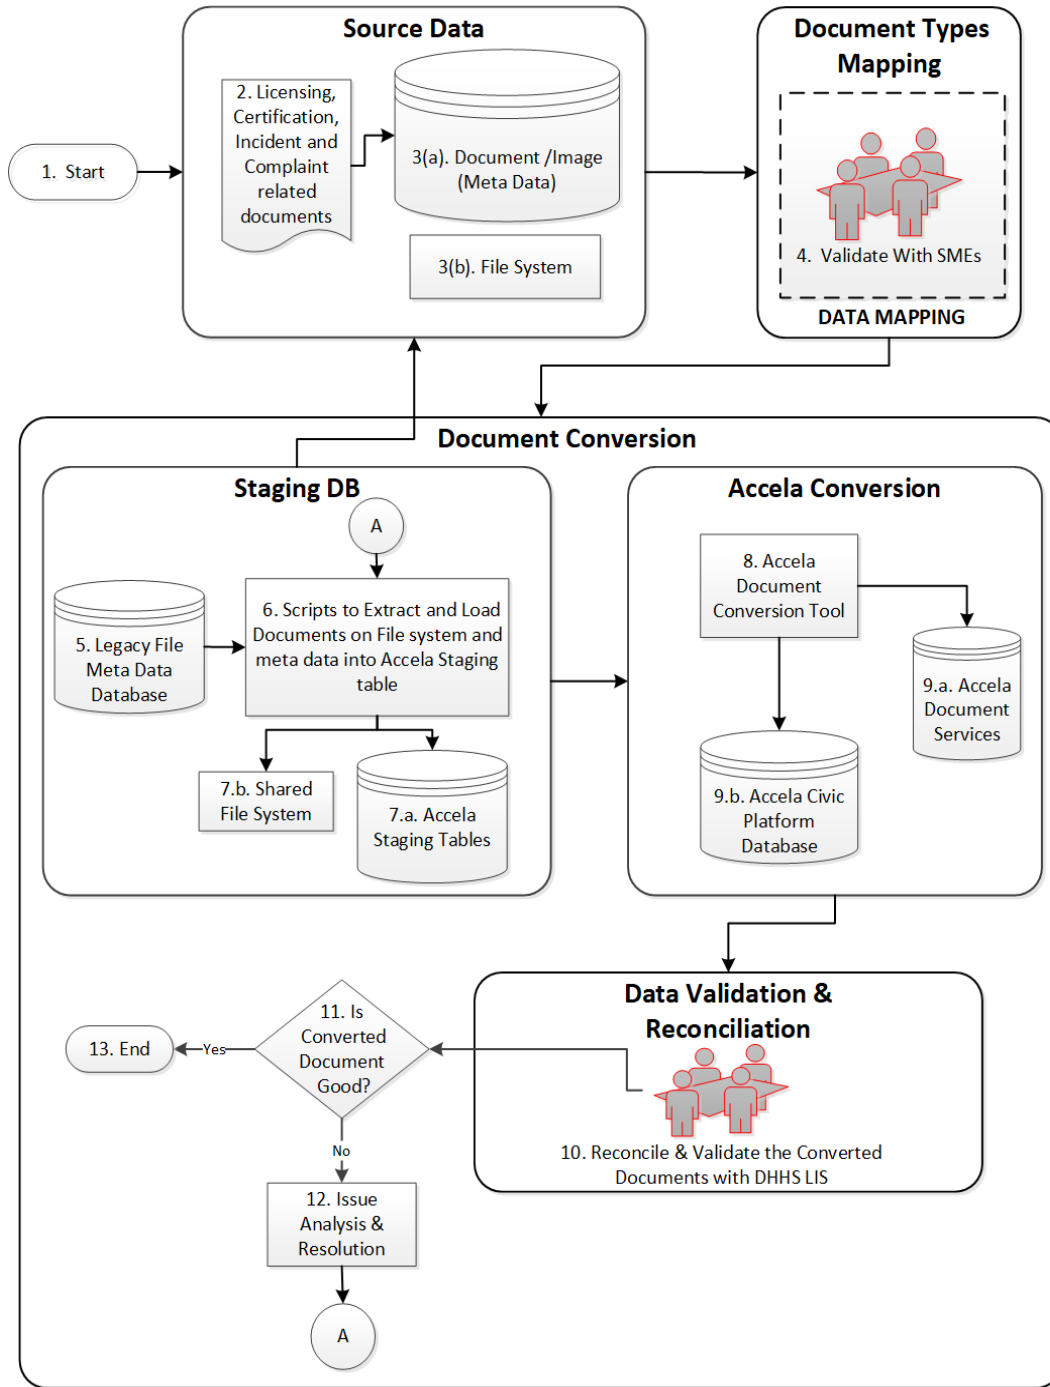 Source Data
2. Licensing,
Certification,
Incident and
Complaint
related
documents
3(a). Document /Image
(Meta Data)
3(b). File System
1. Start
Document Types
Mapping
4. Validate With SMEs
DATA MAPPING
Document Conversion
Staging DB
A
5. Legacy File
Meta Data
Database
6. Scripts to Extract and Load
Documents on File system and
meta data into Accela Staging
table
7.b. Shared
File System
7.a. Accela
Staging Tables
Accela Conversion
8. Accela
Document
Conversion Tool
9.a. Accela
Document
Services
9.b. Accela Civic
Platform
Database
Data Validation &
Reconciliation
10. Reconcile & Validate the Converted
Documents with DHHS LIS
11. Is
Converted
Document
Good?
Yes
13. End
No
12. Issue
Analysis &
Resolution
A